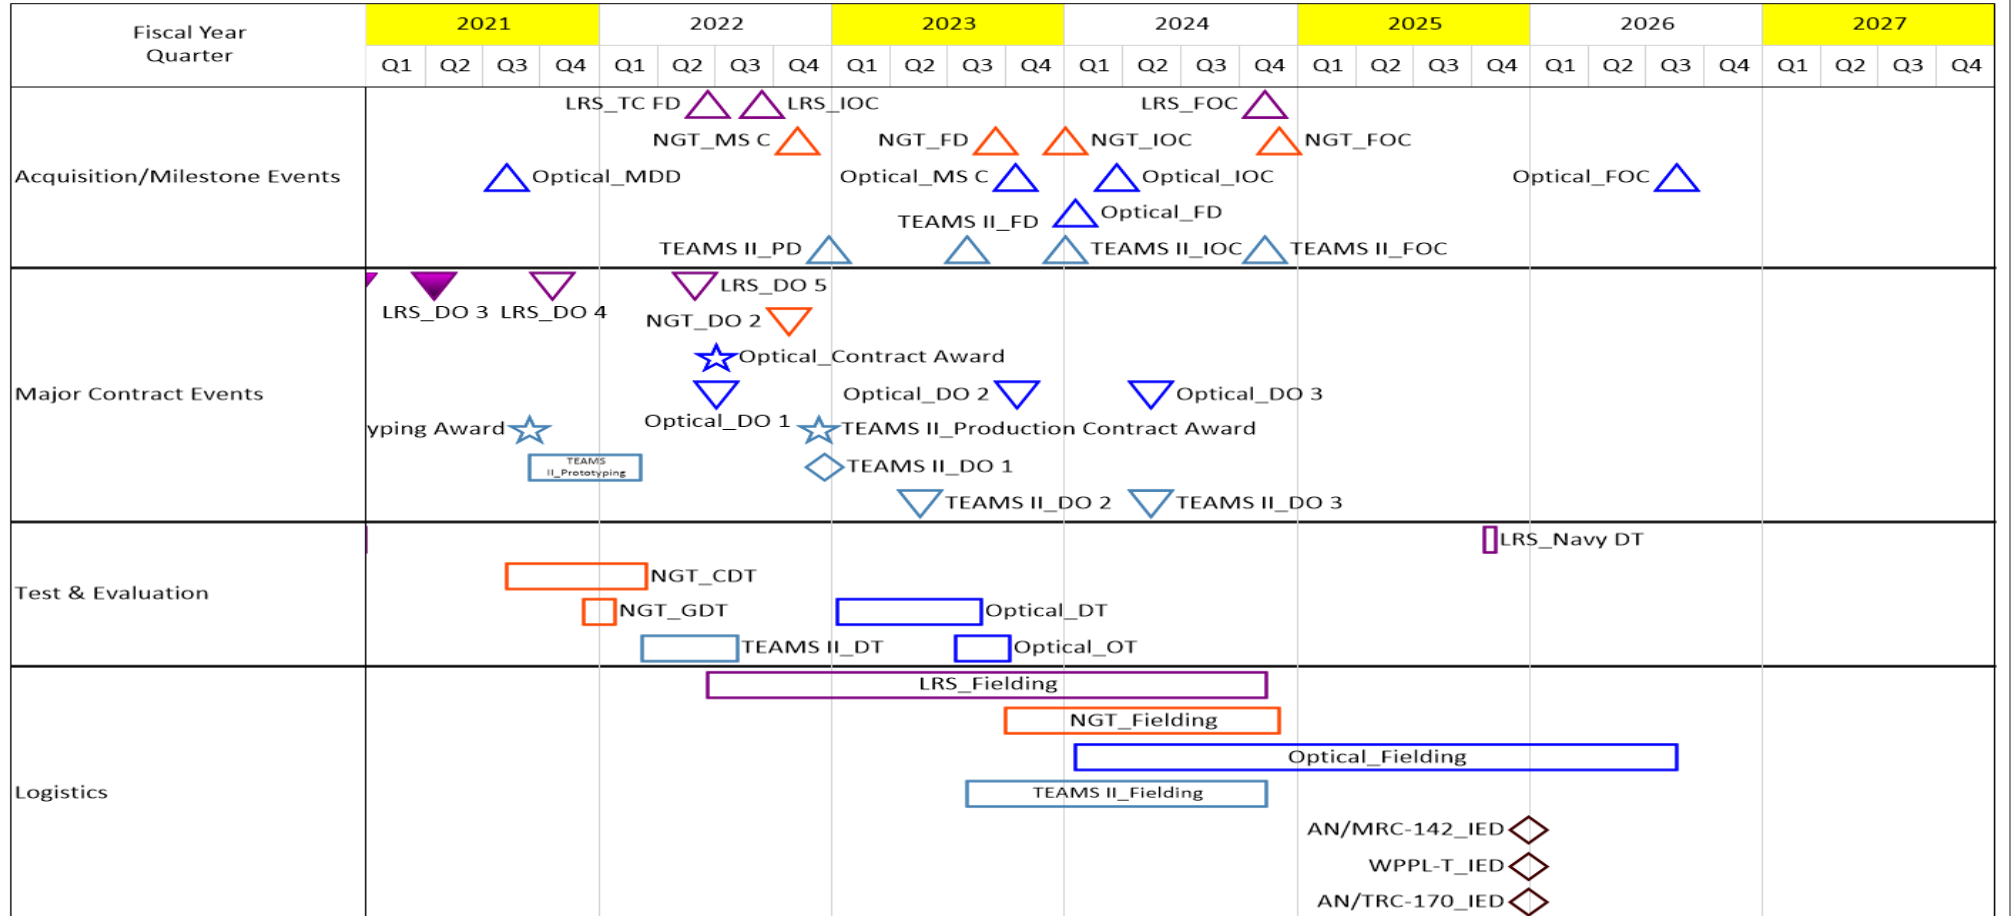 Fiscal Year
Quarter
2021 2022 2023 2024 2025 2026 2027
Q1 Q2 Q3 Q4 Q1 Q2 Q3 Q4 Q1 Q2 Q3 Q4 Q1 Q2 Q3 Q4 Q1 Q2 Q3 Q4 Q1 Q2 Q3 Q4 Q1 Q2 Q3 Q4
Acquisition/Milestone Events
LRS_TC FD LRS_IOC LRS_FOC
NGT_MS C NGT_FD NGT_IOC NGT_FOC
Optical_MDD Optical_MS C Optical_IOC Optical_FOC
TEAMS II_FD Optical_FD
TEAMS II_PD TEAMS II_IOC TEAMS II_FOC
Major Contract Events
LRS_DO 5
LRS_DO 3 LRS_DO 4
NGT_DO 2
Optical_Contract Award
Optical_DO 2 Optical_DO 3
Optical_DO 1
yping Award TEAMS II_Production Contract Award
TEAMS
II_Prototyping
TEAMS II_DO 1
TEAMS II_DO 2 TEAMS II_DO 3
Test & Evaluation
LRS_Navy DT
NGT_CDT
NGT_GDT Optical_DT
TEAMS II_DT Optical_OT
Logistics
LRS_Fielding
NGT_Fielding
Optical_Fielding
TEAMS II_Fielding
AN/MRC-142_IED
WPPL-T_IED
AN/TRC-170_IED